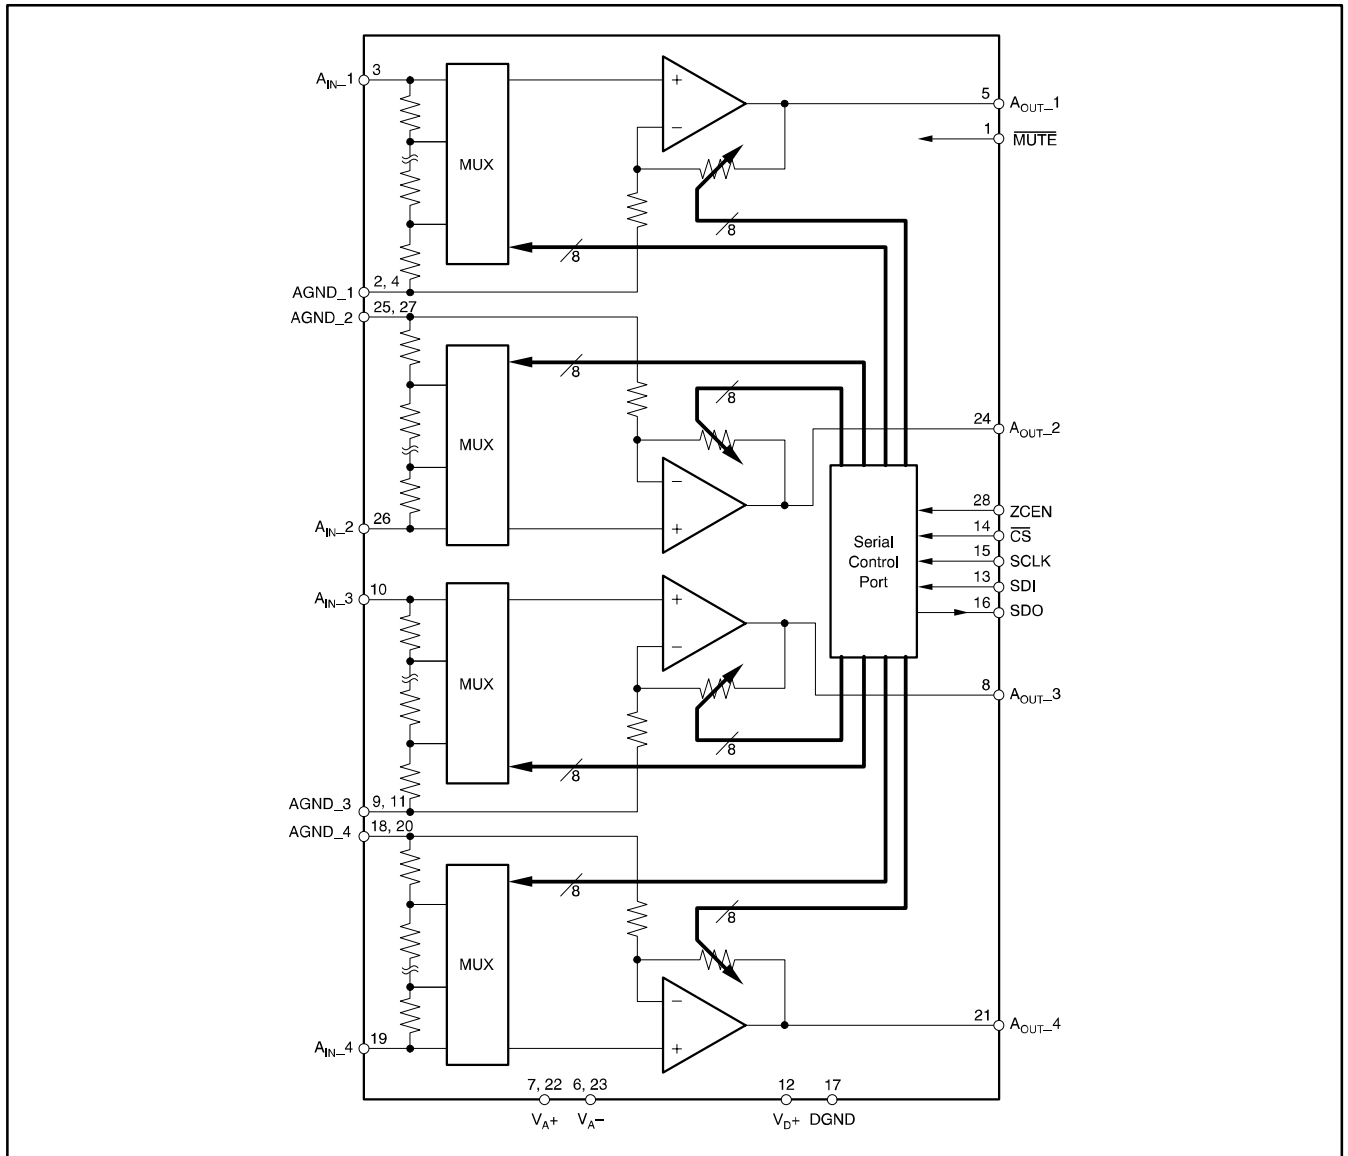 A_IN_1
3
MUX
+
−
8
8
5
A_OUT_1
1
MUTE
AGND_1
2, 4
AGND_2
25, 27
MUX
8
8
−
+
24
A_OUT_2
A_IN_2
26
Serial
Control
Port
28
ZCEN
14
CS
15
SCLK
13
SDI
16
SDO
A_IN_3
10
MUX
+
−
8
8
8
A_OUT_3
AGND_3
9, 11
AGND_4
18, 20
MUX
8
8
−
+
21
A_OUT_4
A_IN_4
19
7, 22
6, 23
12
17
V_A+
V_A−
V_D+
DGND